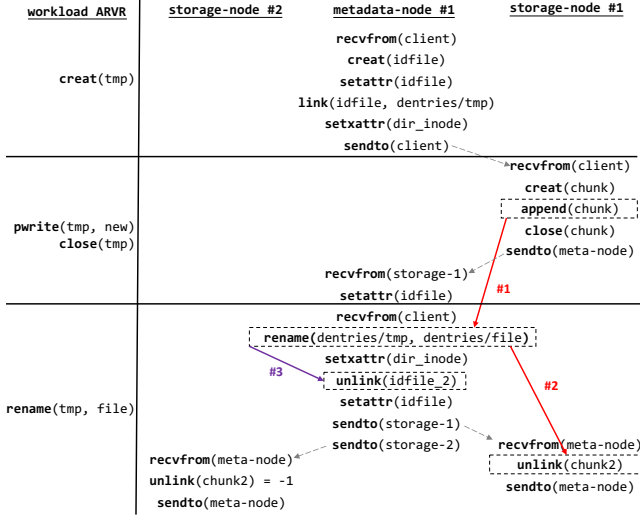 workload ARVR
storage-node #2
metadata-node #1
storage-node #1
creat(tmp)
recvfrom(client)
creat(idfile)
setattr(idfile)
link(idfile, dentries/tmp)
setxattr(dir_inode)
sendto(client)
recvfrom(client)
creat(chunk)
append(chunk)
close(chunk)
sendto(meta-node)
pwrite(tmp, new)
close(tmp)
recvfrom(storage-1)
setattr(idfile)
#1
recvfrom(client)
rename(dentries/tmp, dentries/file)
setxattr(dir_inode)
#3
unlink(idfile_2)
#2
rename(tmp, file)
setattr(idfile)
sendto(storage-1)
sendto(storage-2)
recvfrom(meta-node)
unlink(chunk2)
sendto(meta-node)
recvfrom(meta-node)
unlink(chunk2) = -1
sendto(meta-node)